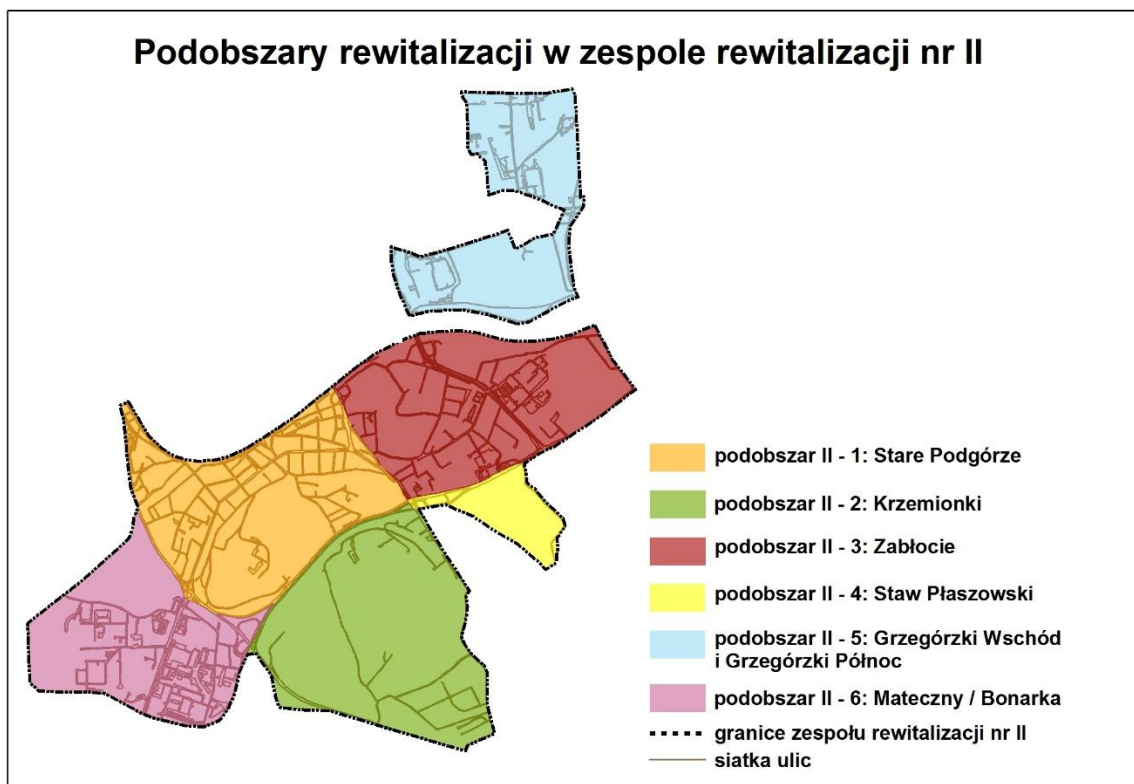 Podobszary rewitalizacji w zespole rewitalizacji nr II
podobszar II - 1: Stare Podgórze
podobszar II - 2: Krzemionki
podobszar II - 3: Zabłocie
podobszar II - 4: Staw Płaszowski
podobszar II - 5: Grzegórzki Wschód
i Grzegórzki Północ
podobszar II - 6: Mateczny / Bonarka
granice zespołu rewitalizacji nr II
siatka ulic